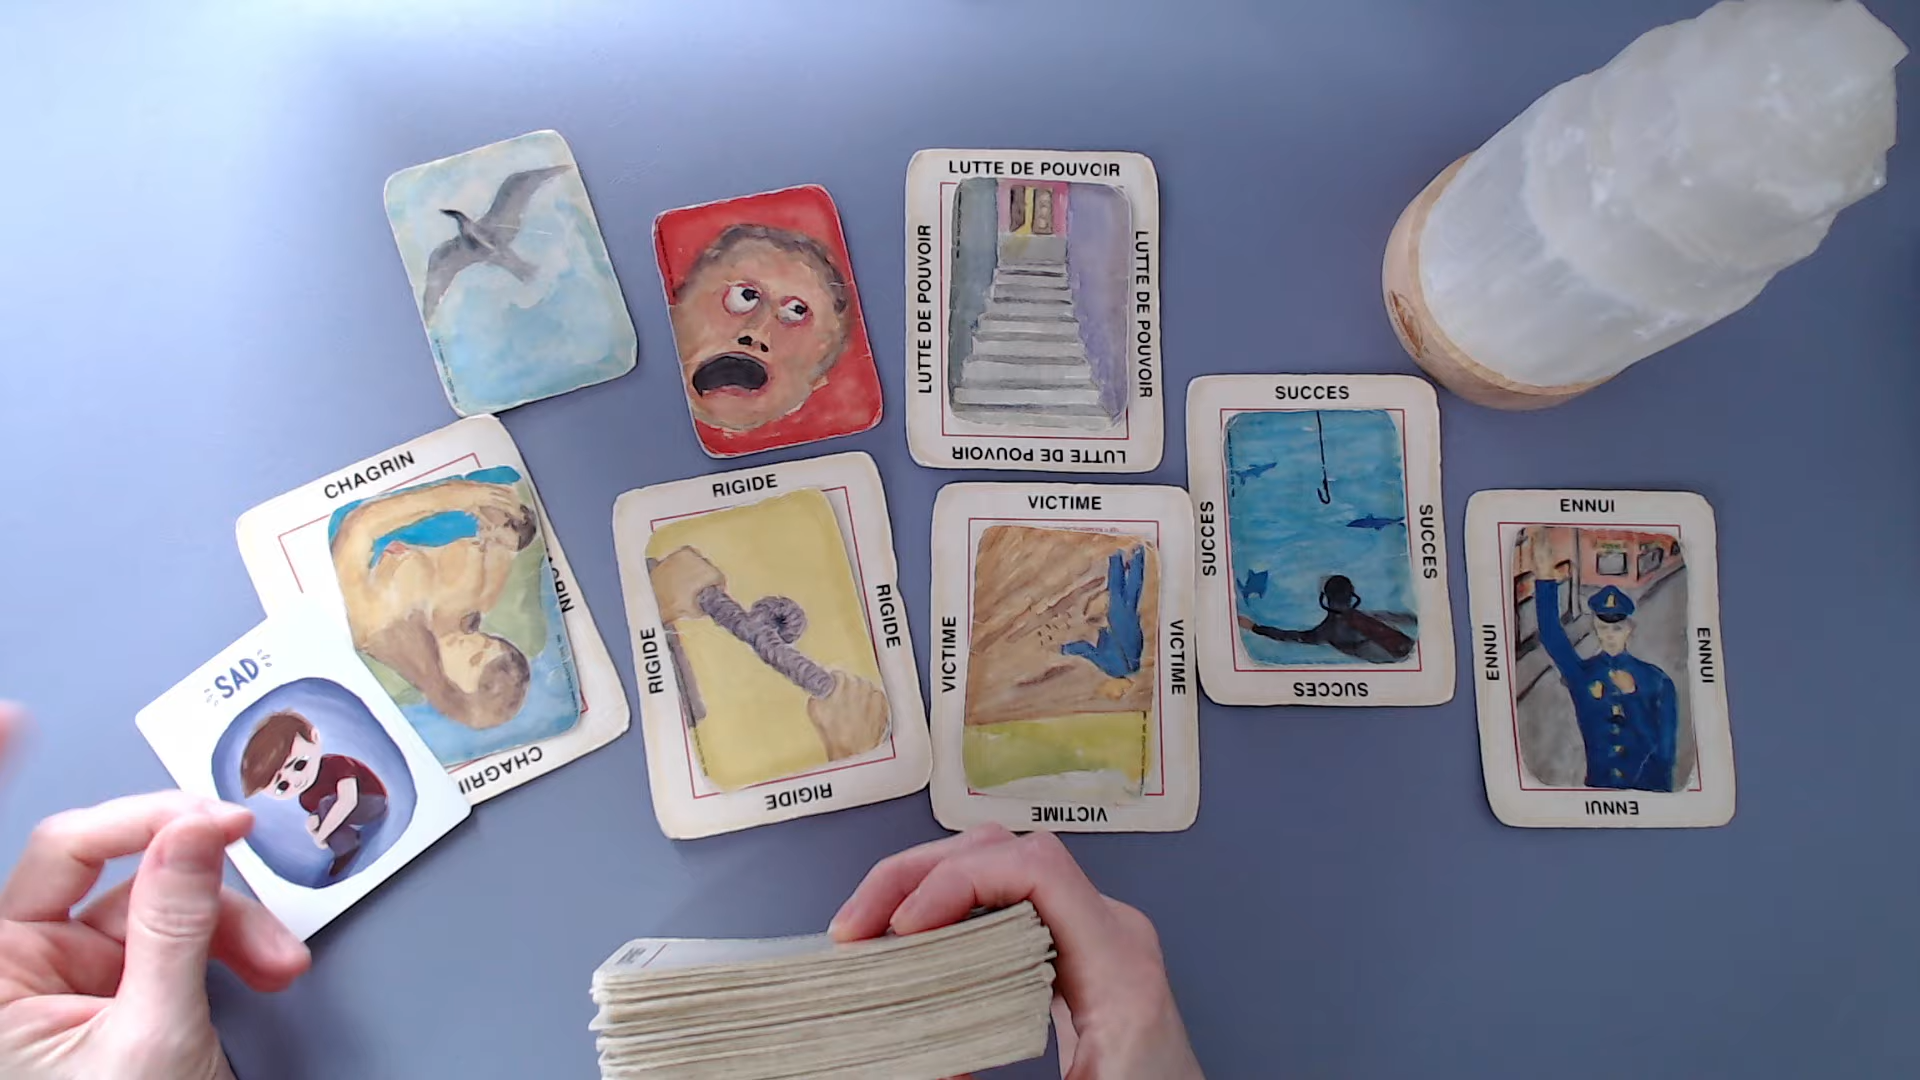 LUTTE DE POUVOIR
LUTTE DE POUVOIR
LUTTE DE POUVOIR
LUTTE DE POUVOIR
SUCCES
SUCCES
SUCCES
SUCCES
CHAGRIN
CHAGRIN
RIGIDE
RIGIDE
RIGIDE
RIGIDE
VICTIME
VICTIME
VICTIME
VICTIME
ENNUI
ENNUI
ENNUI
ENNUI
SAD